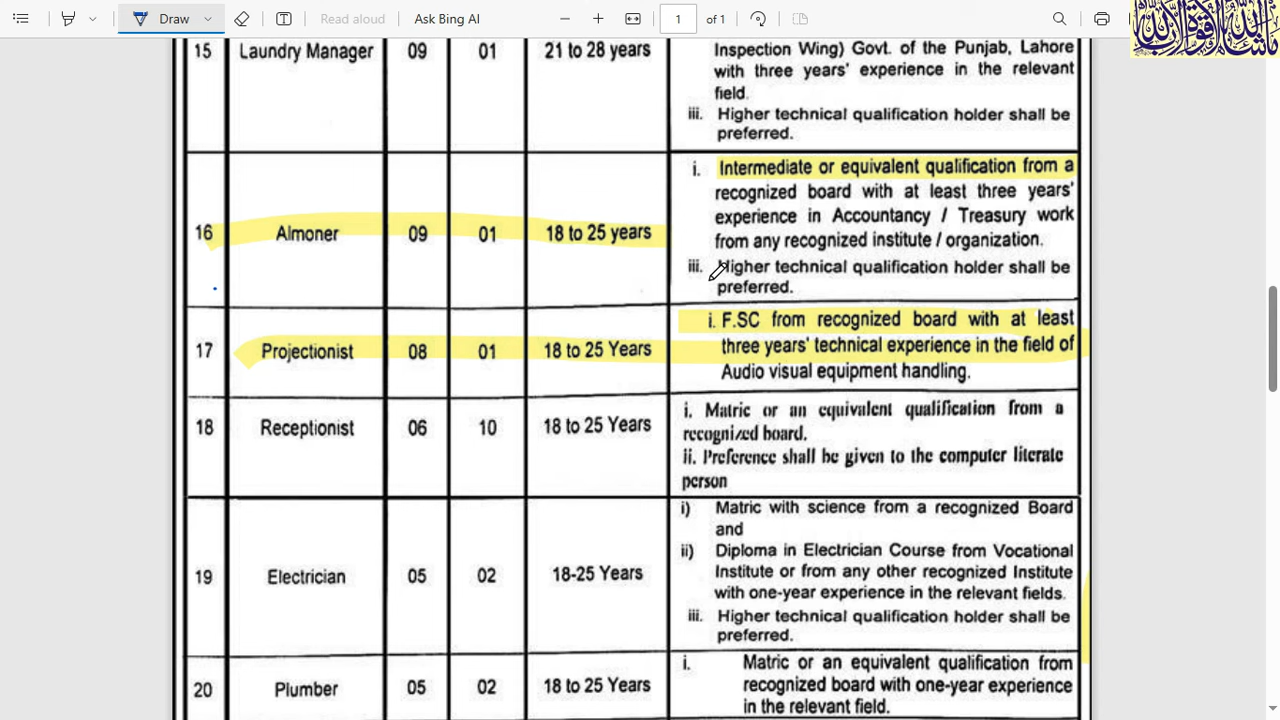 Draw
Read aloud
Ask Bing AI
1
of 1
15 Laundry Manager 09 01 21 to 28 years
Inspection Wing) Govt. of the Punjab, Lahore
with three years' experience in the relevant
field.
iii. Higher technical qualification holder shall be
preferred.
16 Almoner 09 01 18 to 25 years
i. Intermediate or equivalent qualification from a
recognized board with at least three years'
experience in Accountancy / Treasury work
from any recognized institute / organization.
iii. Higher technical qualification holder shall be
preferred.
17 Projectionist 08 01 18 to 25 Years
i. F.SC from recognized board with at least
three years' technical experience in the field of
Audio visual equipment handling.
18 Receptionist 06 10 18 to 25 Years
i. Matric or an equivalent qualification from a
recognized board.
ii. Preference shall be given to the computer literate
person
19 Electrician 05 02 18-25 Years
i) Matric with science from a recognized Board
and
ii) Diploma in Electrician Course from Vocational
Institute or from any other recognized Institute
with one-year experience in the relevant fields.
iii. Higher technical qualification holder shall be
preferred.
20 Plumber 05 02 18 to 25 Years
i. Matric or an equivalent qualification from
recognized board with one-year experience
in the relevant field.